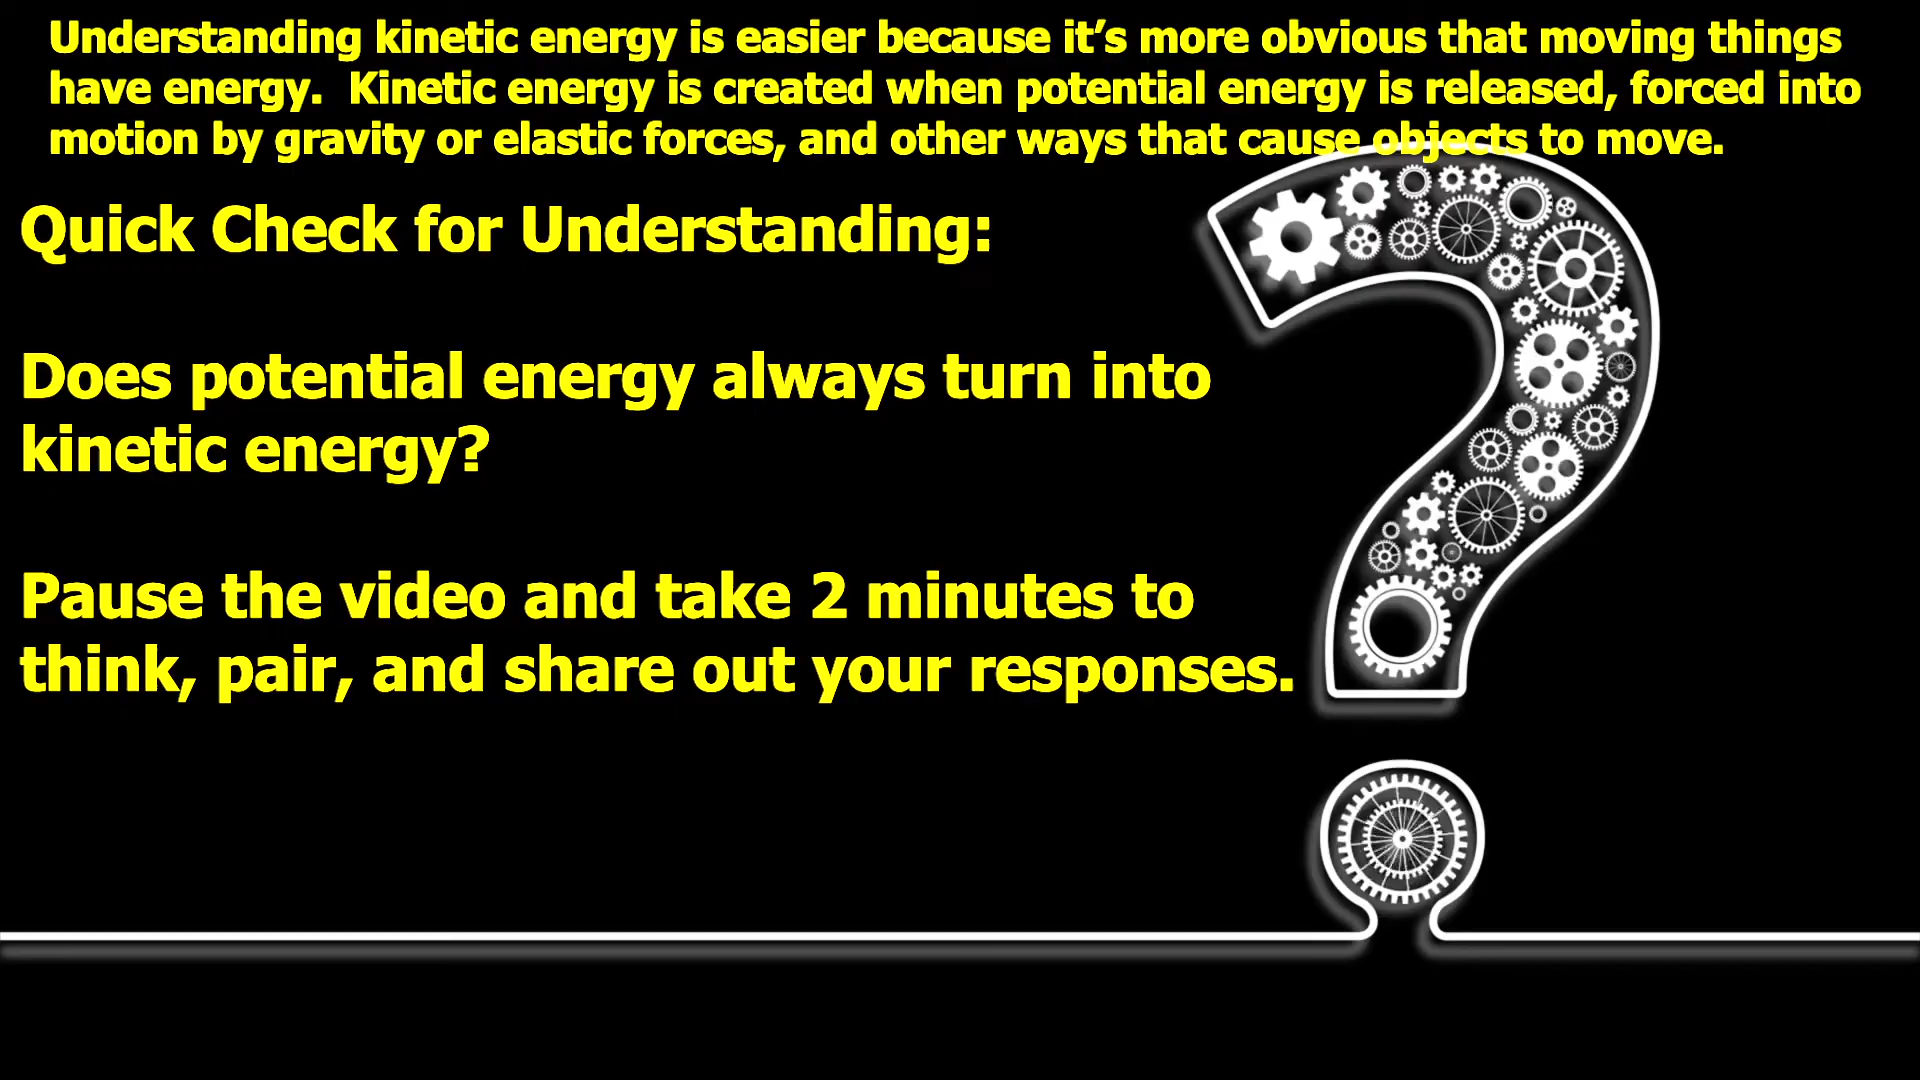 Understanding kinetic energy is easier because it’s more obvious that moving things
have energy.  Kinetic energy is created when potential energy is released, forced into
motion by gravity or elastic forces, and other ways that cause objects to move.
Quick Check for Understanding:
Does potential energy always turn into
kinetic energy?
Pause the video and take 2 minutes to
think, pair, and share out your responses.